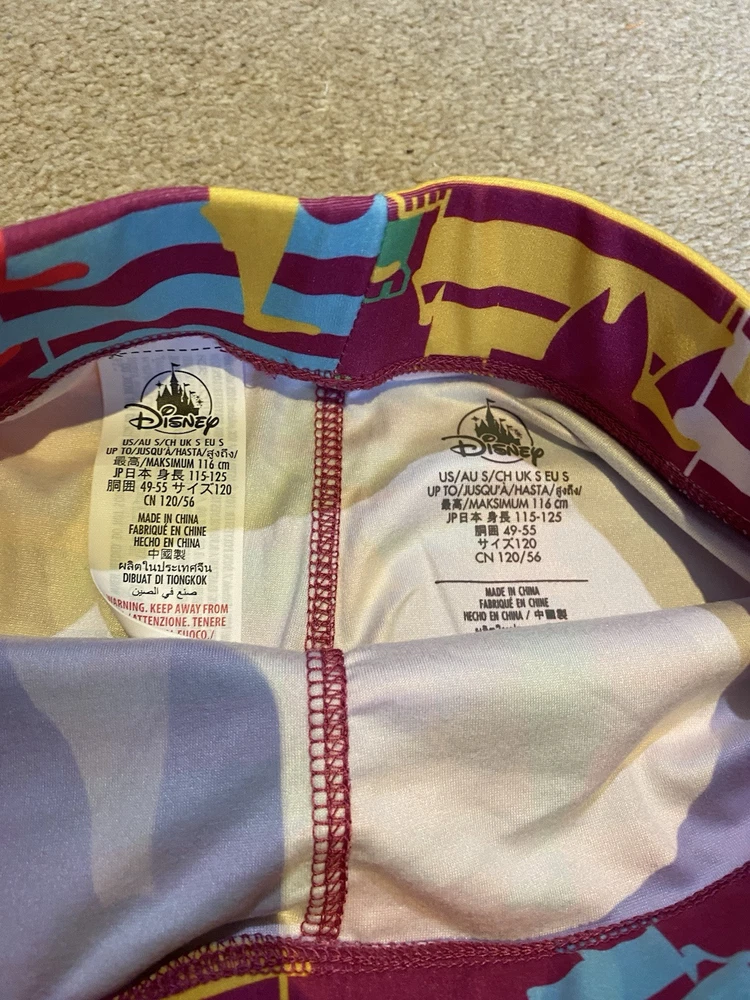 Disney
US/AU S/CH UK S EU S
UP TO/JUSQU'À/HASTA/สูงถึง/
最高/MAKSIMUM 116 cm
JP日本 身長 115-125
胴囲 49-55 サイズ120
CN 120/56
MADE IN CHINA
FABRIQUÉ EN CHINE
HECHO EN CHINA
中國製
ผลิตในประเทศจีน
DIBUAT DI TIONGKOK
صنع في الصين
WARNING. KEEP AWAY FROM
/ATTENZIONE. TENERE
FUOCO./
Disney
US/AU S/CH UK S EU S
UP TO/JUSQU'À/HASTA/สูงถึง/
最高/MAKSIMUM 116 cm
JP日本 身長 115-125
胴囲 49-55
サイズ120
CN 120/56
MADE IN CHINA
FABRIQUÉ EN CHINE
HECHO EN CHINA / 中國製